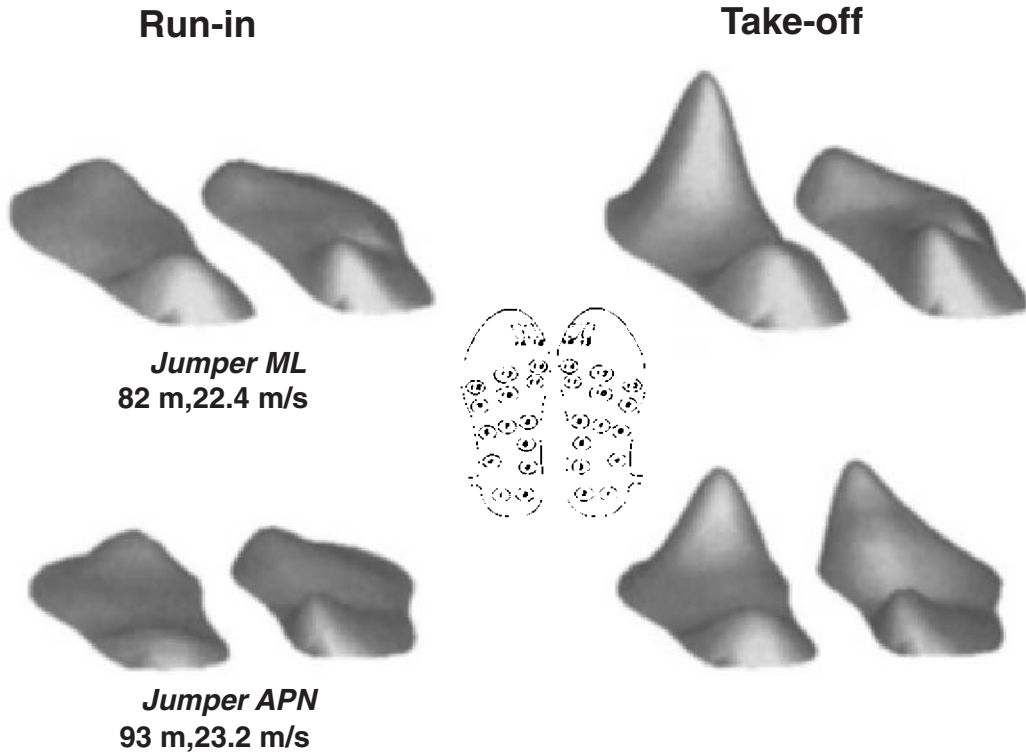 Run-in
Take-off
Jumper ML
82 m,22.4 m/s
Jumper APN
93 m,23.2 m/s